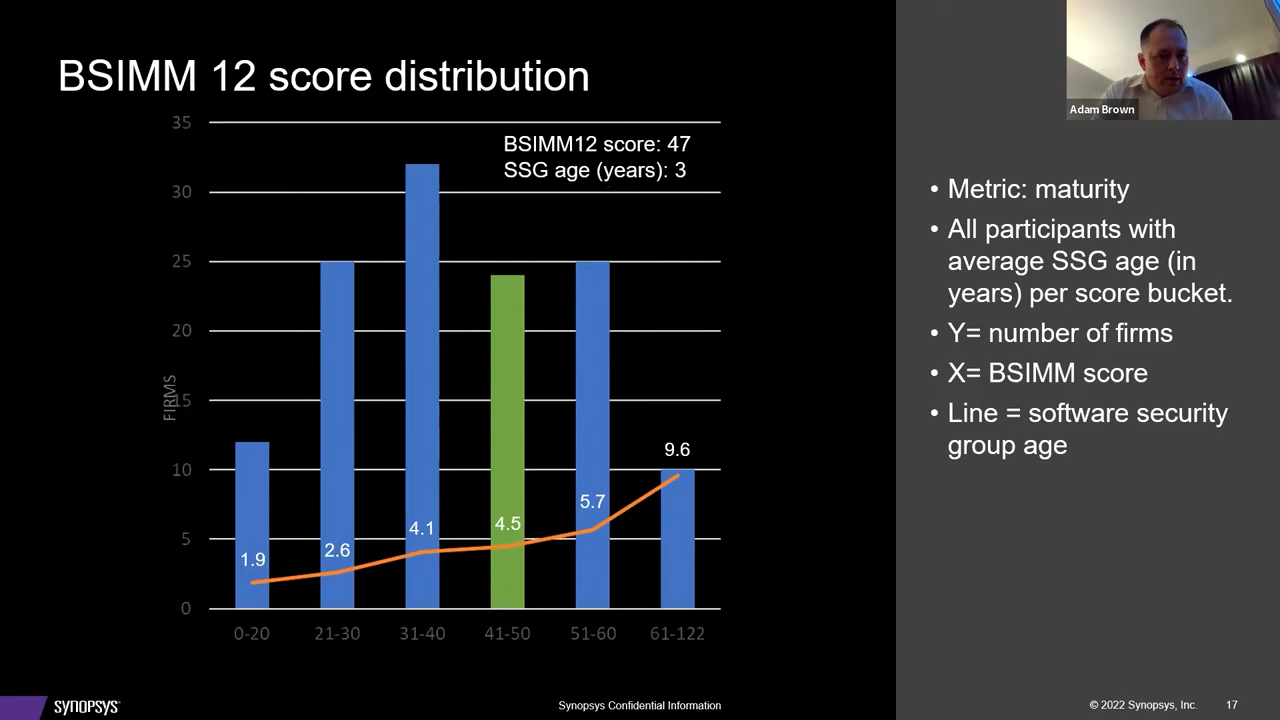 BSIMM 12 score distribution
35
BSIMM12 score: 47
SSG age (years): 3
30
25
20
FIRMS
15
10
5
0
1.9
2.6
4.1
4.5
5.7
9.6
0-20
21-30
31-40
41-50
51-60
61-122
Adam Brown
• Metric: maturity
• All participants with
average SSG age (in
years) per score bucket.
• Y= number of firms
• X= BSIMM score
• Line = software security
group age
SYNOPSYS
Synopsys Confidential Information
© 2022 Synopsys, Inc.
17